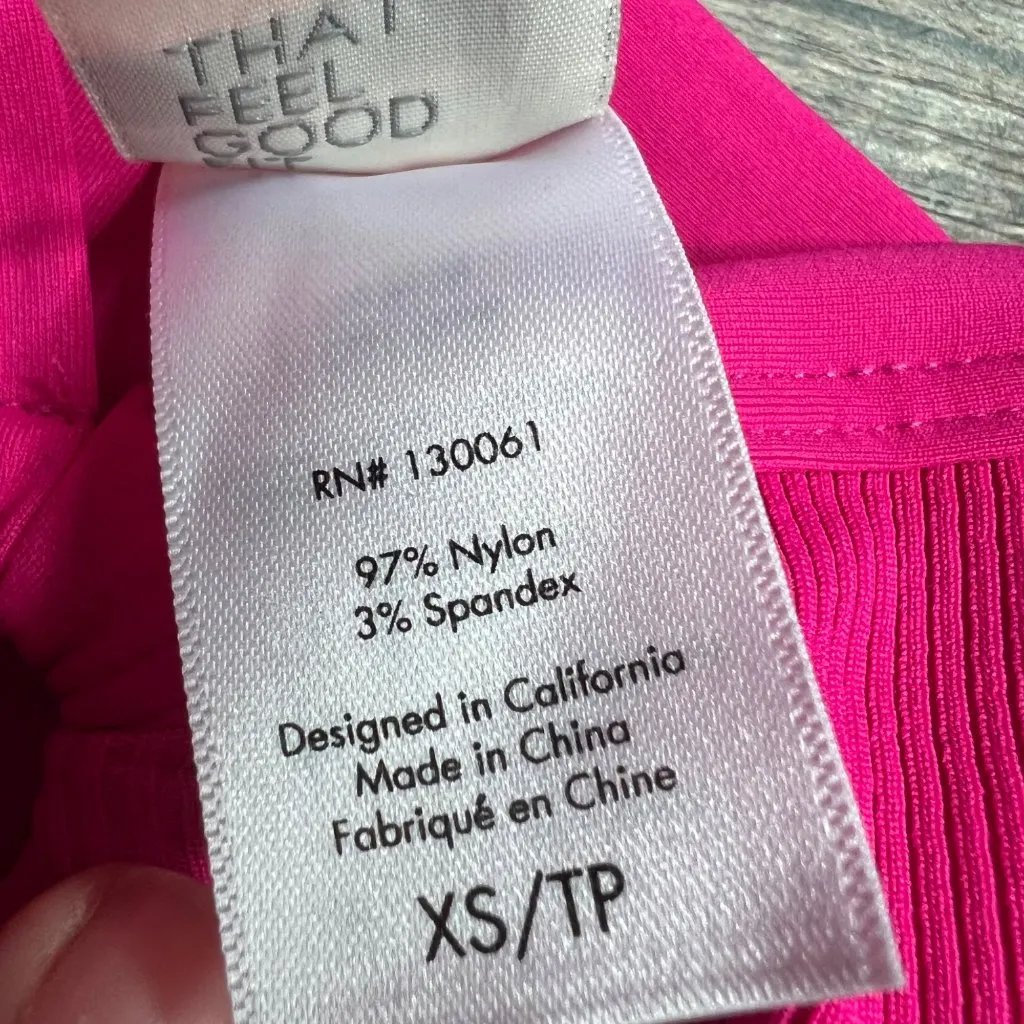 THAT
FEEL
GOOD
RN# 130061
97% Nylon
3% Spandex
Designed in California
Made in China
Fabriqué en Chine
XS/TP